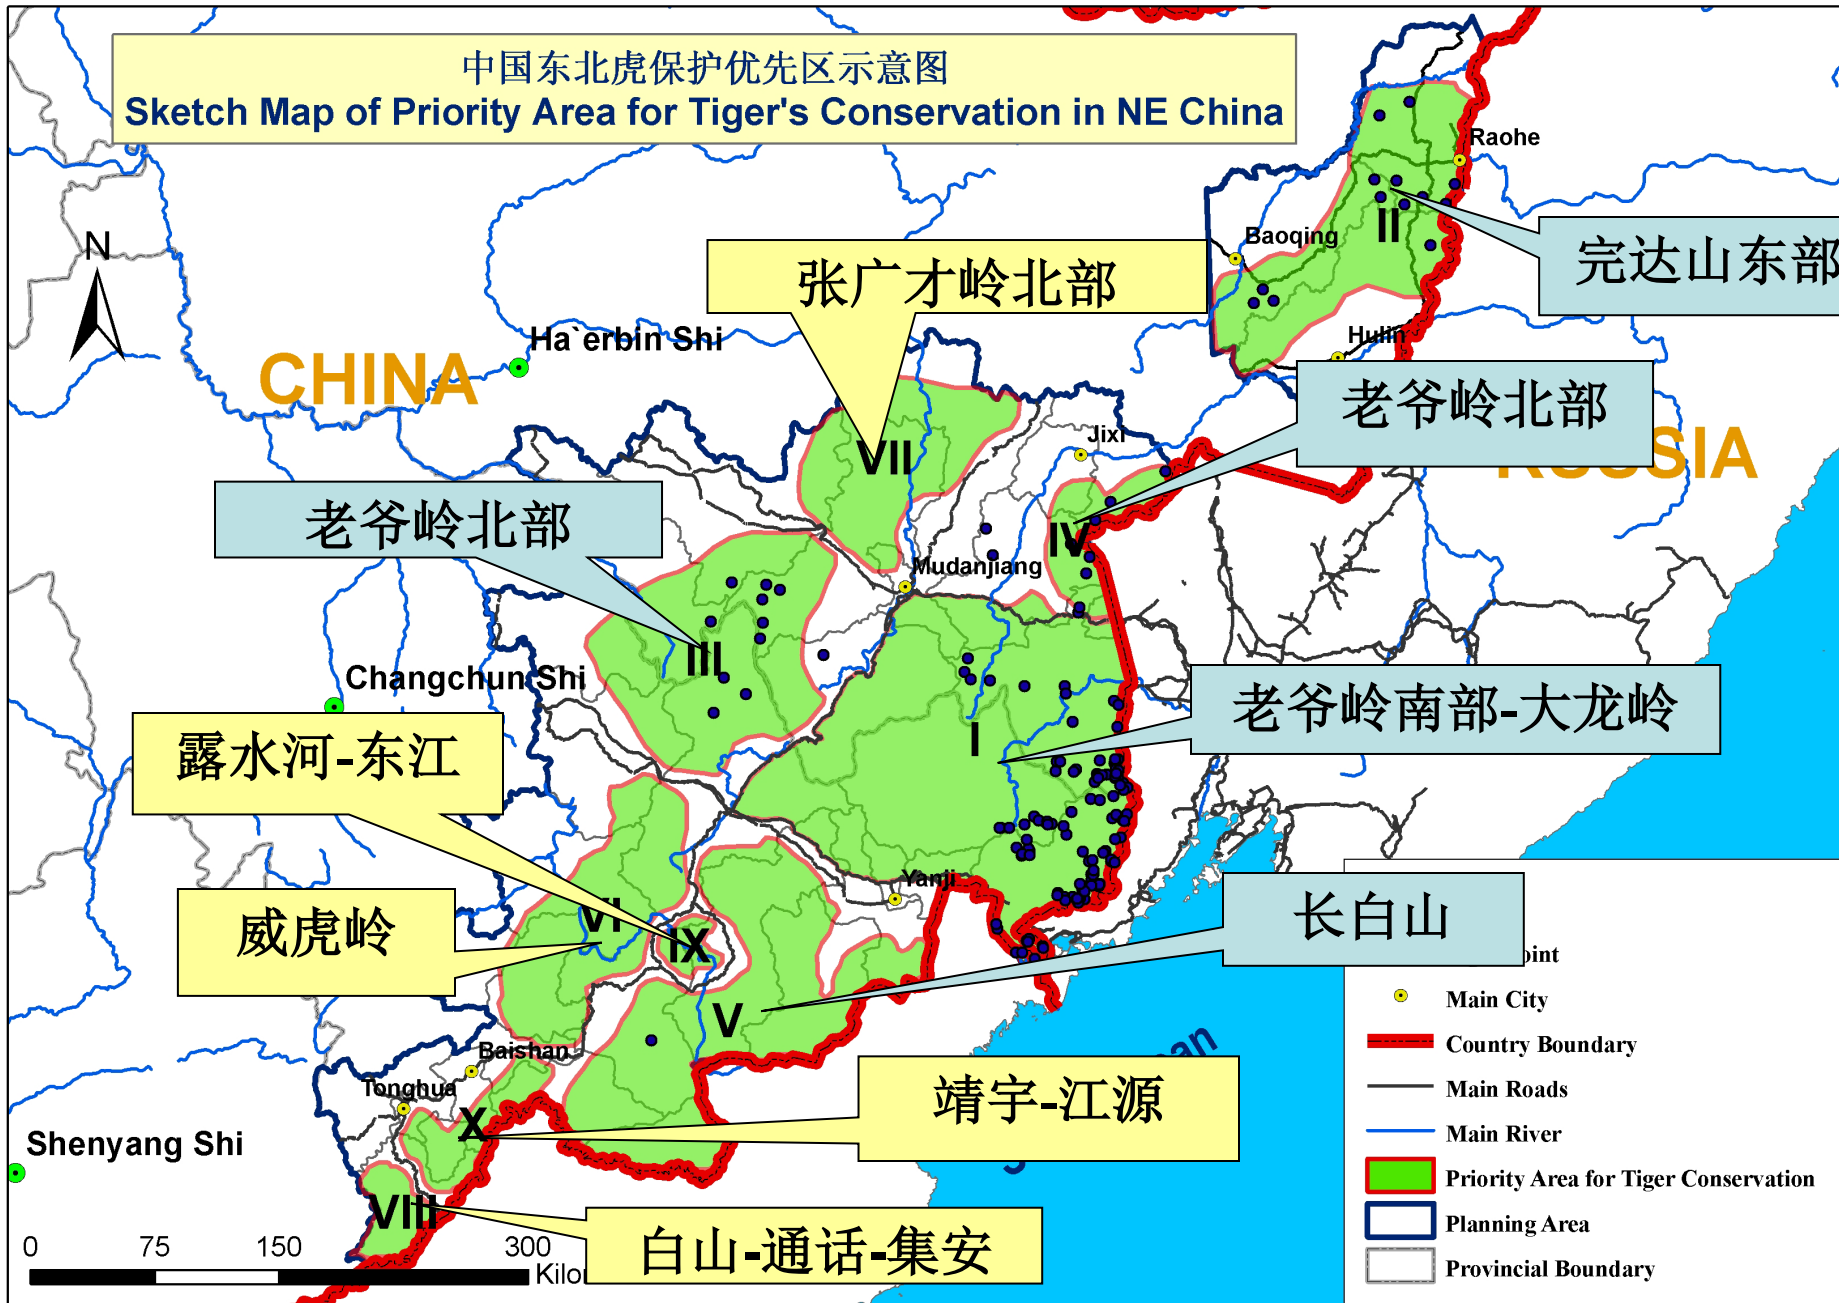 中国东北虎保护优先区示意图
Sketch Map of Priority Area for Tiger's Conservation in NE China
Raohe
II
完达山东部
Baoqing
张广才岭北部
N
Ha`erbin Shi
Hulin
CHINA
老爷岭北部
Jixi
RUSSIA
VII
老爷岭北部
IV
Mudanjiang
III
Changchun Shi
老爷岭南部-大龙岭
I
露水河-东江
Yanji
长白山
威虎岭
VI
IX
oint
Main City
V
Country Boundary
Baishan
Main Roads
Tonghua
靖宇-江源
X
Main River
Shenyang Shi
Priority Area for Tiger Conservation
VIII
Planning Area
白山-通话-集安
0 75 150 300
Kilo
Provincial Boundary